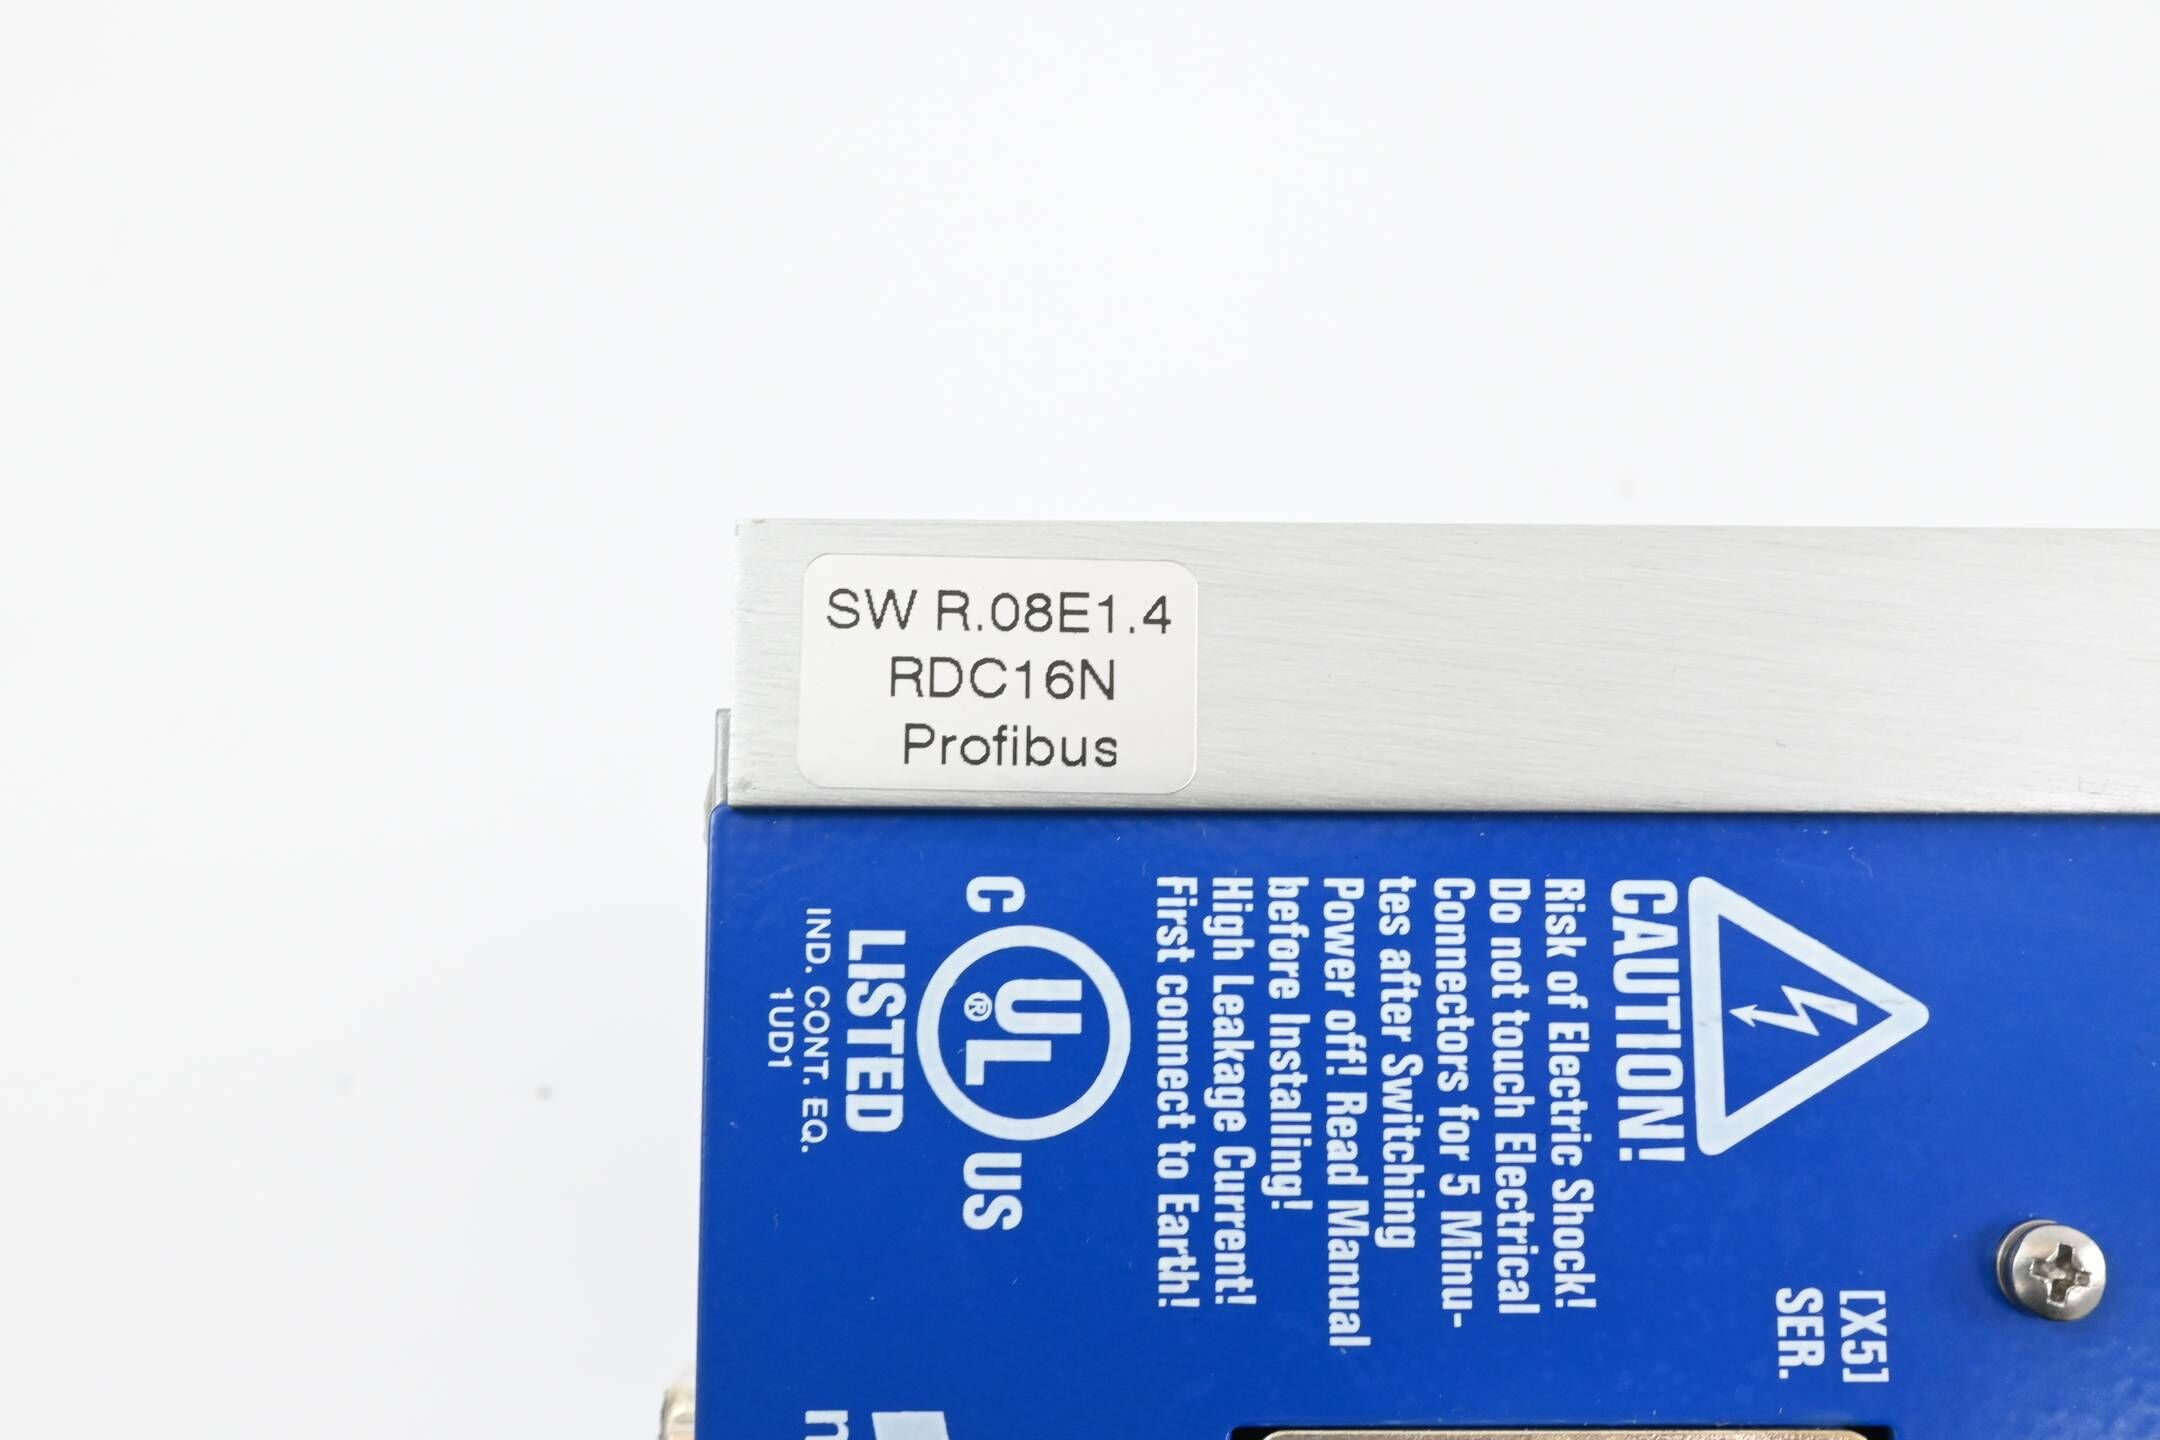 SW R.08E1.4
RDC16N
Profibus
CAUTION!
Risk of Electric Shock!
Do not touch Electrical
Connectors for 5 Minu-
tes after Switching
Power off! Read Manual
before Installing!
High Leakage Current!
First connect to Earth!
C UL® US
LISTED
IND. CONT. EQ.
1UD1
[X5]
SER.